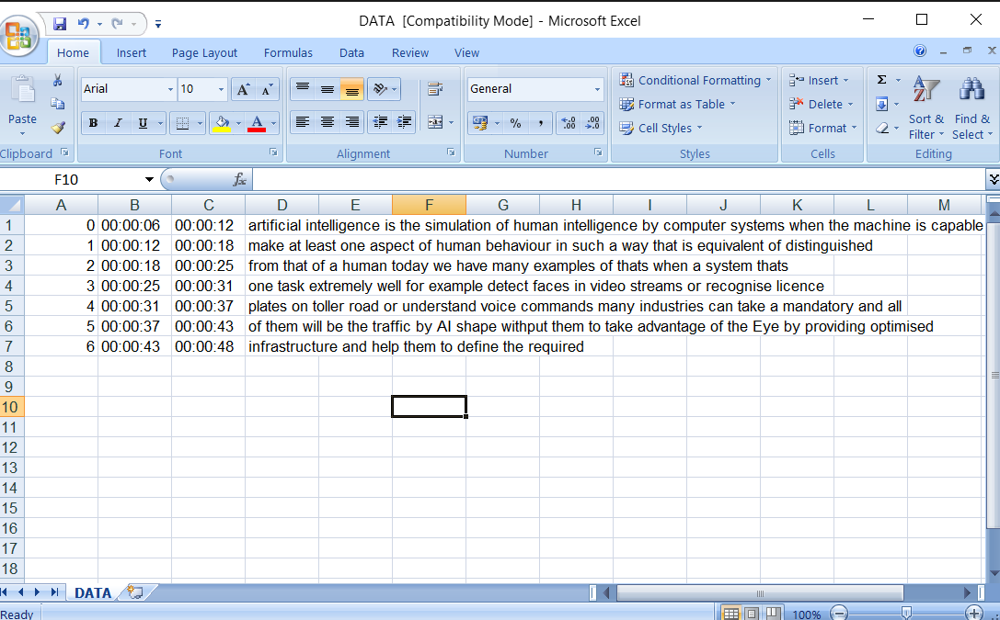 DATA [Compatibility Mode] - Microsoft Excel
Home Insert Page Layout Formulas Data Review View
Arial 10 General Conditional Formatting Insert
Format as Table Delete
Paste Cell Styles Format Sort & Filter Find & Select
Clipboard Font Alignment Number Styles Cells Editing
F10 fx
A B C D E F G H I J K L M
1 0 00:00:06 00:00:12 artificial intelligence is the simulation of human intelligence by computer systems when the machine is capable
2 1 00:00:12 00:00:18 make at least one aspect of human behaviour in such a way that is equivalent of distinguished
3 2 00:00:18 00:00:25 from that of a human today we have many examples of thats when a system thats
4 3 00:00:25 00:00:31 one task extremely well for example detect faces in video streams or recognise licence
5 4 00:00:31 00:00:37 plates on toller road or understand voice commands many industries can take a mandatory and all
6 5 00:00:37 00:00:43 of them will be the traffic by AI shape withput them to take advantage of the Eye by providing optimised
7 6 00:00:43 00:00:48 infrastructure and help them to define the required
8
9
10
11
12
13
14
15
16
17
18
DATA
Ready 100%